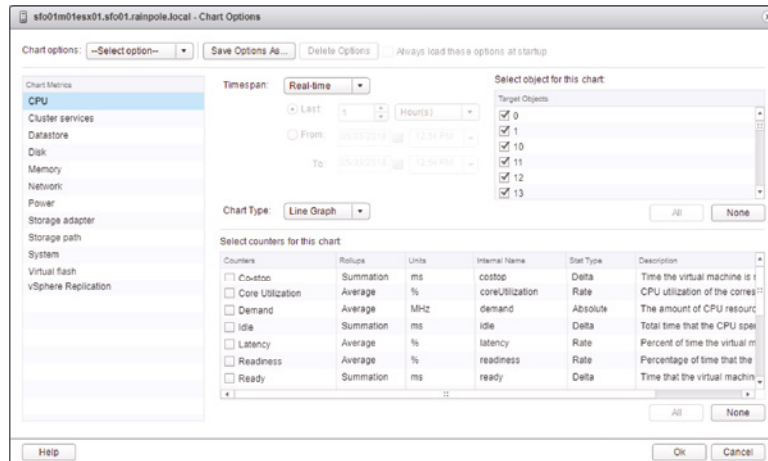 sfo01m01esx01.sfo01.rainpole.local - Chart Options
Chart options: --Select option-- Save Options As... Delete Options Always load these options at startup
Chart Metrics
CPU
Cluster services
Datastore
Disk
Memory
Network
Power
Storage adapter
Storage path
System
Virtual flash
vSphere Replication
Timespan: Real-time
Last: 1 Hour(s)
From: 12:54 PM
To: 12:54 PM
Chart Type: Line Graph
Select object for this chart:
Target Objects
0
1
10
11
12
13
All None
Select counters for this chart:
Counters Rollups Units Internal Name Stat Type Description
Co-stop Summation ms costop Delta Time the virtual machine is r
Core Utilization Average % coreUtilization Rate CPU utilization of the corres
Demand Average MHz demand Absolute The amount of CPU resourc
Idle Summation ms idle Delta Total time that the CPU spe
Latency Average % latency Rate Percent of time the virtual m
Readiness Average % readiness Rate Percentage of time that the
Ready Summation ms ready Delta Time that the virtual machin
All None
Help Ok Cancel